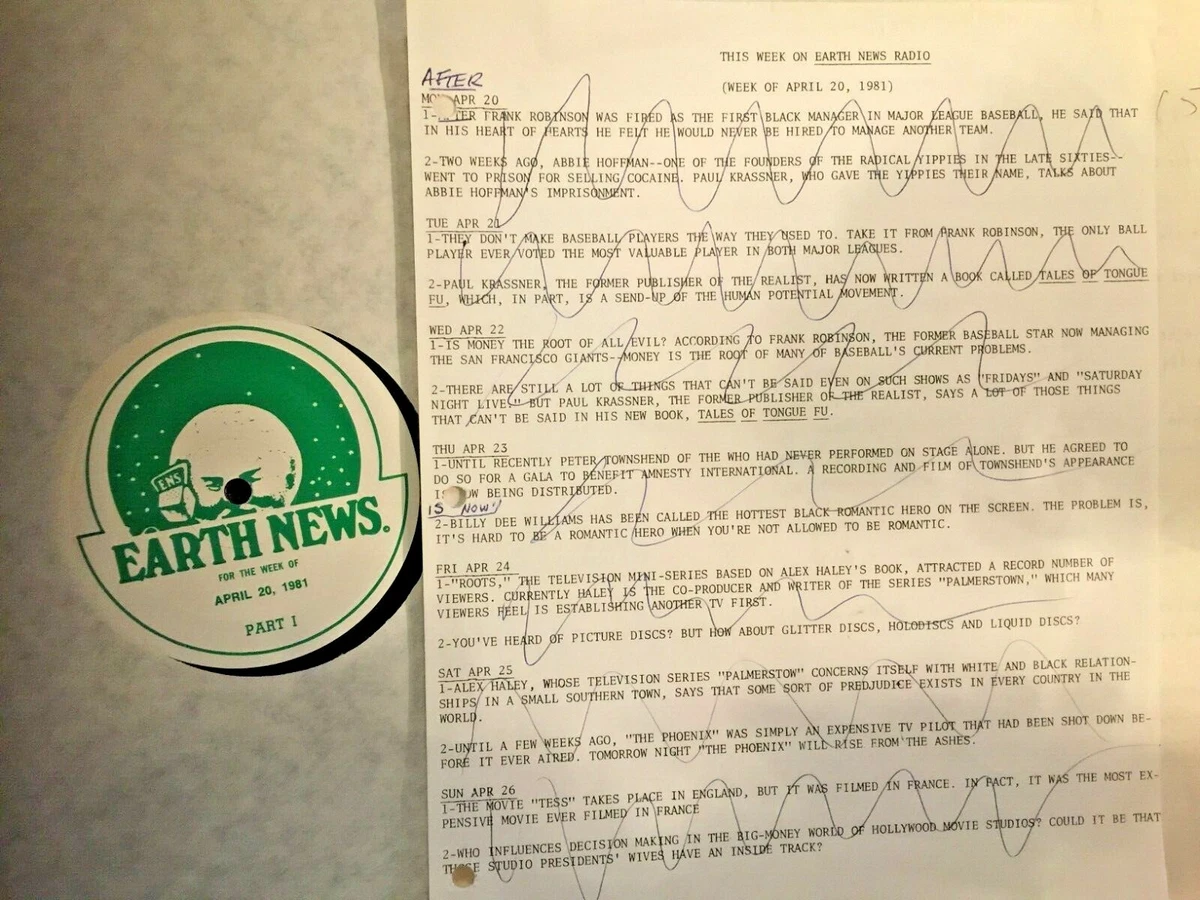 ENS
EARTH NEWS®
FOR THE WEEK OF
APRIL 20, 1981
PART I
THIS WEEK ON EARTH NEWS RADIO
(WEEK OF APRIL 20, 1981)
AFTER
MON APR 20
1-AFTER FRANK ROBINSON WAS FIRED AS THE FIRST BLACK MANAGER IN MAJOR LEAGUE BASEBALL, HE SAID THAT
IN HIS HEART OF HEARTS HE FELT HE WOULD NEVER BE HIRED TO MANAGE ANOTHER TEAM.
2-TWO WEEKS AGO, ABBIE HOFFMAN--ONE OF THE FOUNDERS OF THE RADICAL YIPPIES IN THE LATE SIXTIES--
WENT TO PRISON FOR SELLING COCAINE. PAUL KRASSNER, WHO GAVE THE YIPPIES THEIR NAME, TALKS ABOUT
ABBIE HOFFMAN'S IMPRISONMENT.
TUE APR 21
1-THEY DON'T MAKE BASEBALL PLAYERS THE WAY THEY USED TO. TAKE IT FROM FRANK ROBINSON, THE ONLY BALL
PLAYER EVER VOTED THE MOST VALUABLE PLAYER IN BOTH MAJOR LEAGUES.
2-PAUL KRASSNER, THE FORMER PUBLISHER OF THE REALIST, HAS NOW WRITTEN A BOOK CALLED TALES OF TONGUE
FU, WHICH, IN PART, IS A SEND-UP OF THE HUMAN POTENTIAL MOVEMENT.
WED APR 22
1-IS MONEY THE ROOT OF ALL EVIL? ACCORDING TO FRANK ROBINSON, THE FORMER BASEBALL STAR NOW MANAGING
THE SAN FRANCISCO GIANTS--MONEY IS THE ROOT OF MANY OF BASEBALL'S CURRENT PROBLEMS.
2-THERE ARE STILL A LOT OF THINGS THAT CAN'T BE SAID EVEN ON SUCH SHOWS AS "FRIDAYS" AND "SATURDAY
NIGHT LIVE." BUT PAUL KRASSNER, THE FORMER PUBLISHER OF THE REALIST, SAYS A LOT OF THOSE THINGS
THAT CAN'T BE SAID IN HIS NEW BOOK, TALES OF TONGUE FU.
THU APR 23
1-UNTIL RECENTLY PETER TOWNSHEND OF THE WHO HAD NEVER PERFORMED ON STAGE ALONE. BUT HE AGREED TO
DO SO FOR A GALA TO BENEFIT AMNESTY INTERNATIONAL. A RECORDING AND FILM OF TOWNSHEND'S APPEARANCE
IS NOW BEING DISTRIBUTED.
IS NOW!
2-BILLY DEE WILLIAMS HAS BEEN CALLED THE HOTTEST BLACK ROMANTIC HERO ON THE SCREEN. THE PROBLEM IS,
IT'S HARD TO BE A ROMANTIC HERO WHEN YOU'RE NOT ALLOWED TO BE ROMANTIC.
FRI APR 24
1-"ROOTS," THE TELEVISION MINI-SERIES BASED ON ALEX HALEY'S BOOK, ATTRACTED A RECORD NUMBER OF
VIEWERS. CURRENTLY HALEY IS THE CO-PRODUCER AND WRITER OF THE SERIES "PALMERSTOWN," WHICH MANY
VIEWERS FEEL IS ESTABLISHING ANOTHER TV FIRST.
2-YOU'VE HEARD OF PICTURE DISCS? BUT HOW ABOUT GLITTER DISCS, HOLODISCS AND LIQUID DISCS?
SAT APR 25
1-ALEX HALEY, WHOSE TELEVISION SERIES "PALMERSTOW" CONCERNS ITSELF WITH WHITE AND BLACK RELATION-
SHIPS IN A SMALL SOUTHERN TOWN, SAYS THAT SOME SORT OF PREDJUDICE EXISTS IN EVERY COUNTRY IN THE
WORLD.
2-UNTIL A FEW WEEKS AGO, "THE PHOENIX" WAS SIMPLY AN EXPENSIVE TV PILOT THAT HAD BEEN SHOT DOWN BE-
FORE IT EVER AIRED. TOMORROW NIGHT "THE PHOENIX" WILL RISE FROM THE ASHES.
SUN APR 26
1-THE MOVIE "TESS" TAKES PLACE IN ENGLAND, BUT IT WAS FILMED IN FRANCE. IN FACT, IT WAS THE MOST EX-
PENSIVE MOVIE EVER FILMED IN FRANCE
2-WHO INFLUENCES DECISION MAKING IN THE BIG-MONEY WORLD OF HOLLYWOOD MOVIE STUDIOS? COULD IT BE THAT
THOSE STUDIO PRESIDENTS' WIVES HAVE AN INSIDE TRACK?